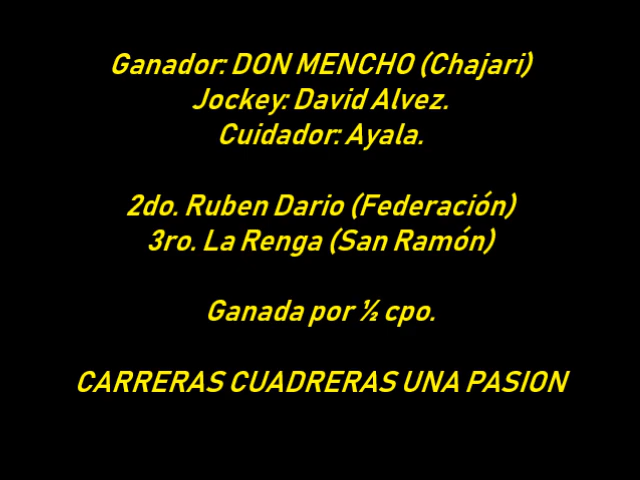 Ganador: DON MENCHO (Chajari)
Jockey: David Alvez.
Cuidador: Ayala.
2do. Ruben Dario (Federación)
3ro. La Renga (San Ramón)
Ganada por ½ cpo.
CARRERAS CUADRERAS UNA PASION